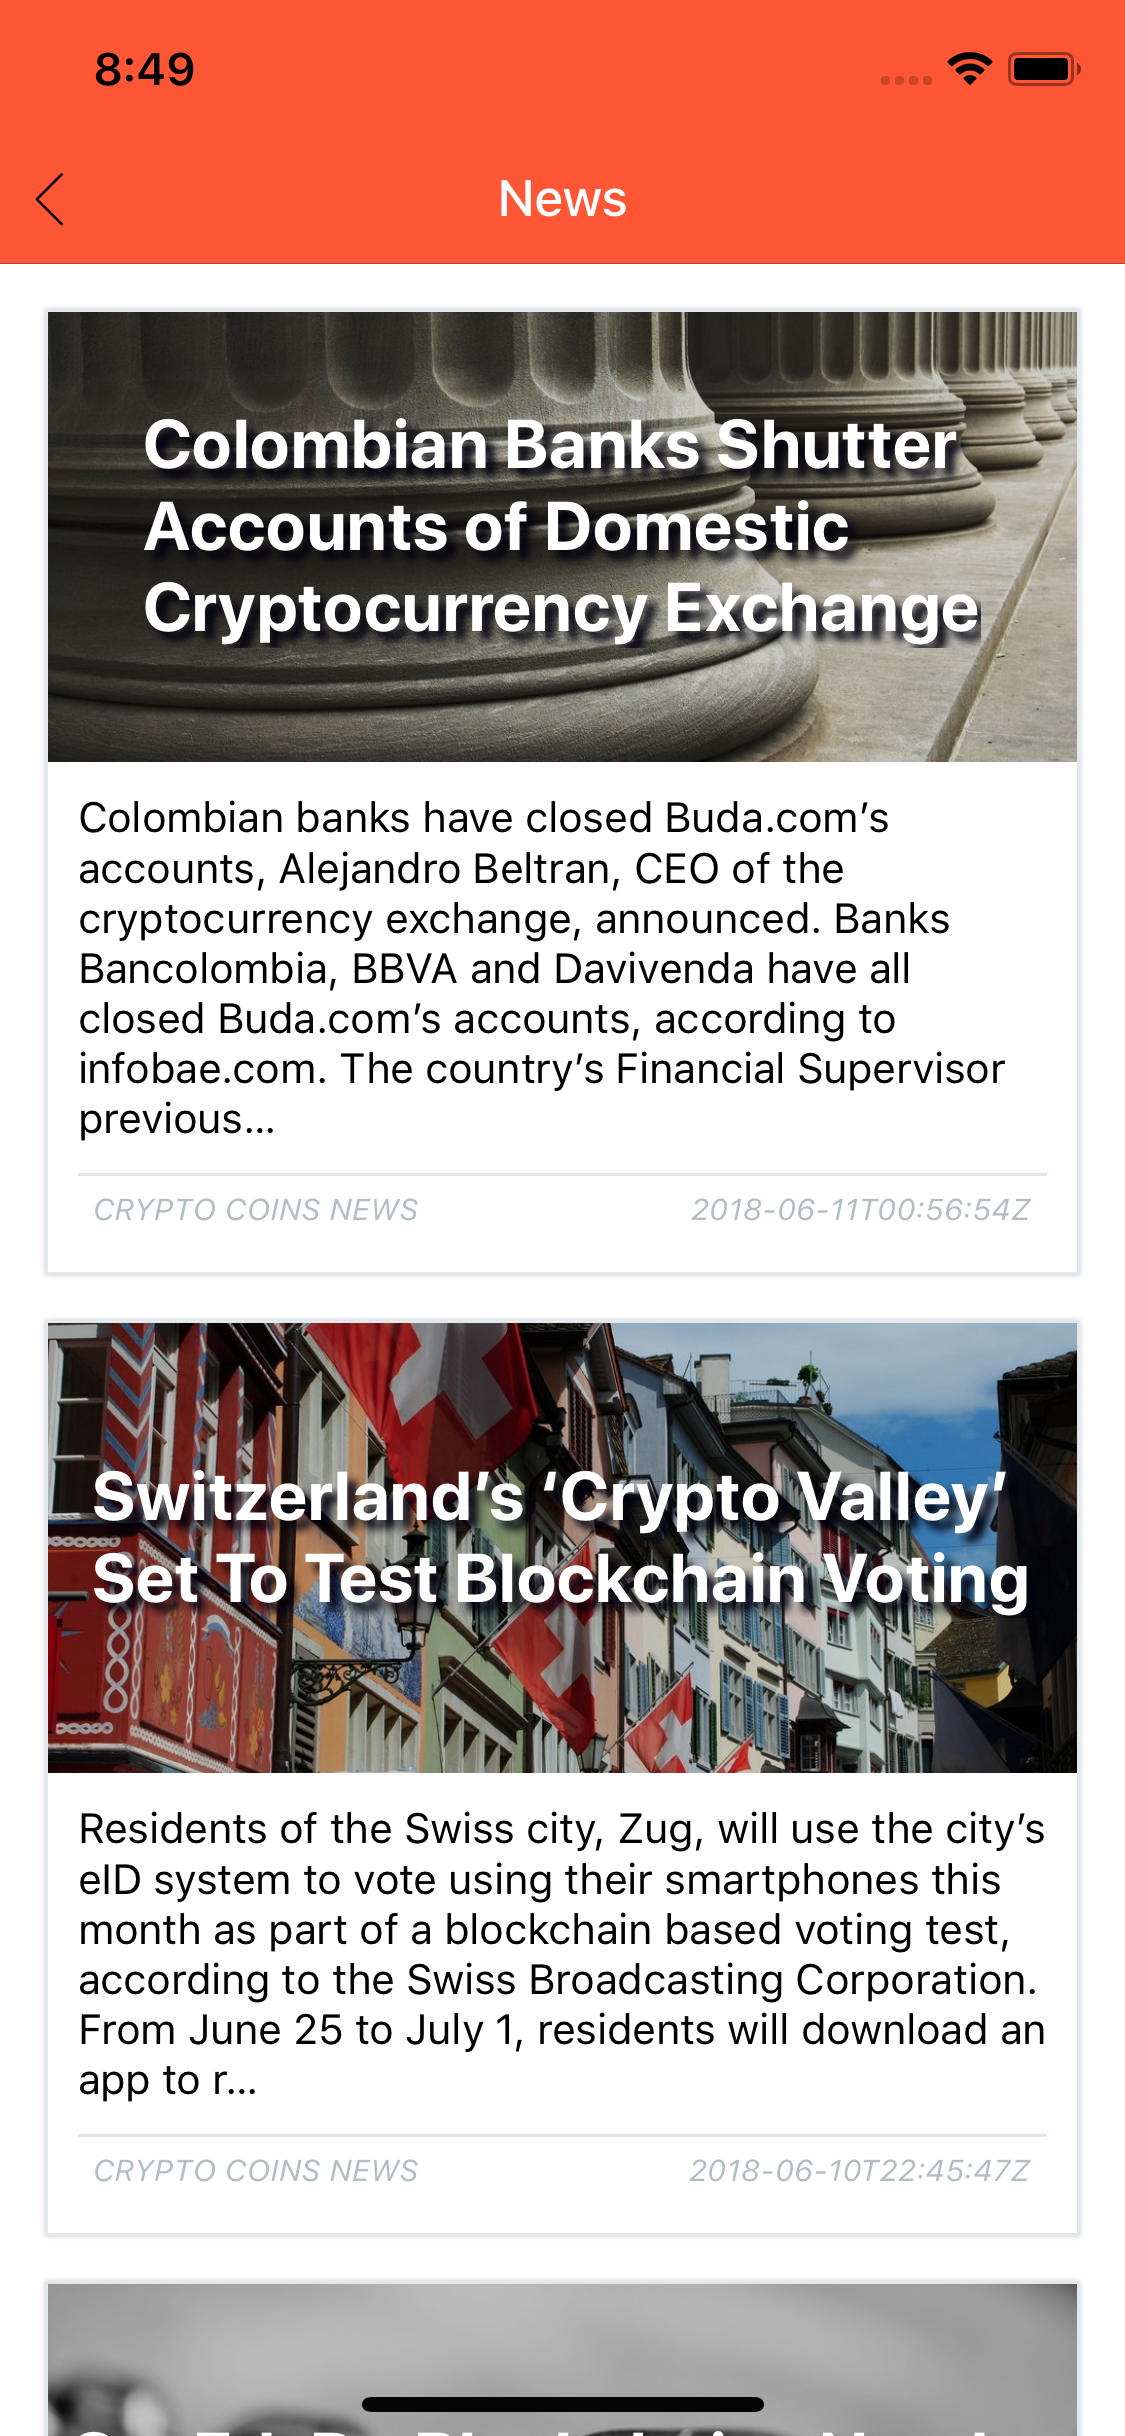 8:49
News
Colombian Banks Shutter
Accounts of Domestic
Cryptocurrency Exchange
Colombian banks have closed Buda.com’s
accounts, Alejandro Beltran, CEO of the
cryptocurrency exchange, announced. Banks
Bancolombia, BBVA and Davivenda have all
closed Buda.com’s accounts, according to
infobae.com. The country’s Financial Supervisor
previous...
CRYPTO COINS NEWS 2018-06-11T00:56:54Z
Switzerland’s ‘Crypto Valley’
Set To Test Blockchain Voting
Residents of the Swiss city, Zug, will use the city’s
eID system to vote using their smartphones this
month as part of a blockchain based voting test,
according to the Swiss Broadcasting Corporation.
From June 25 to July 1, residents will download an
app to r...
CRYPTO COINS NEWS 2018-06-10T22:45:47Z